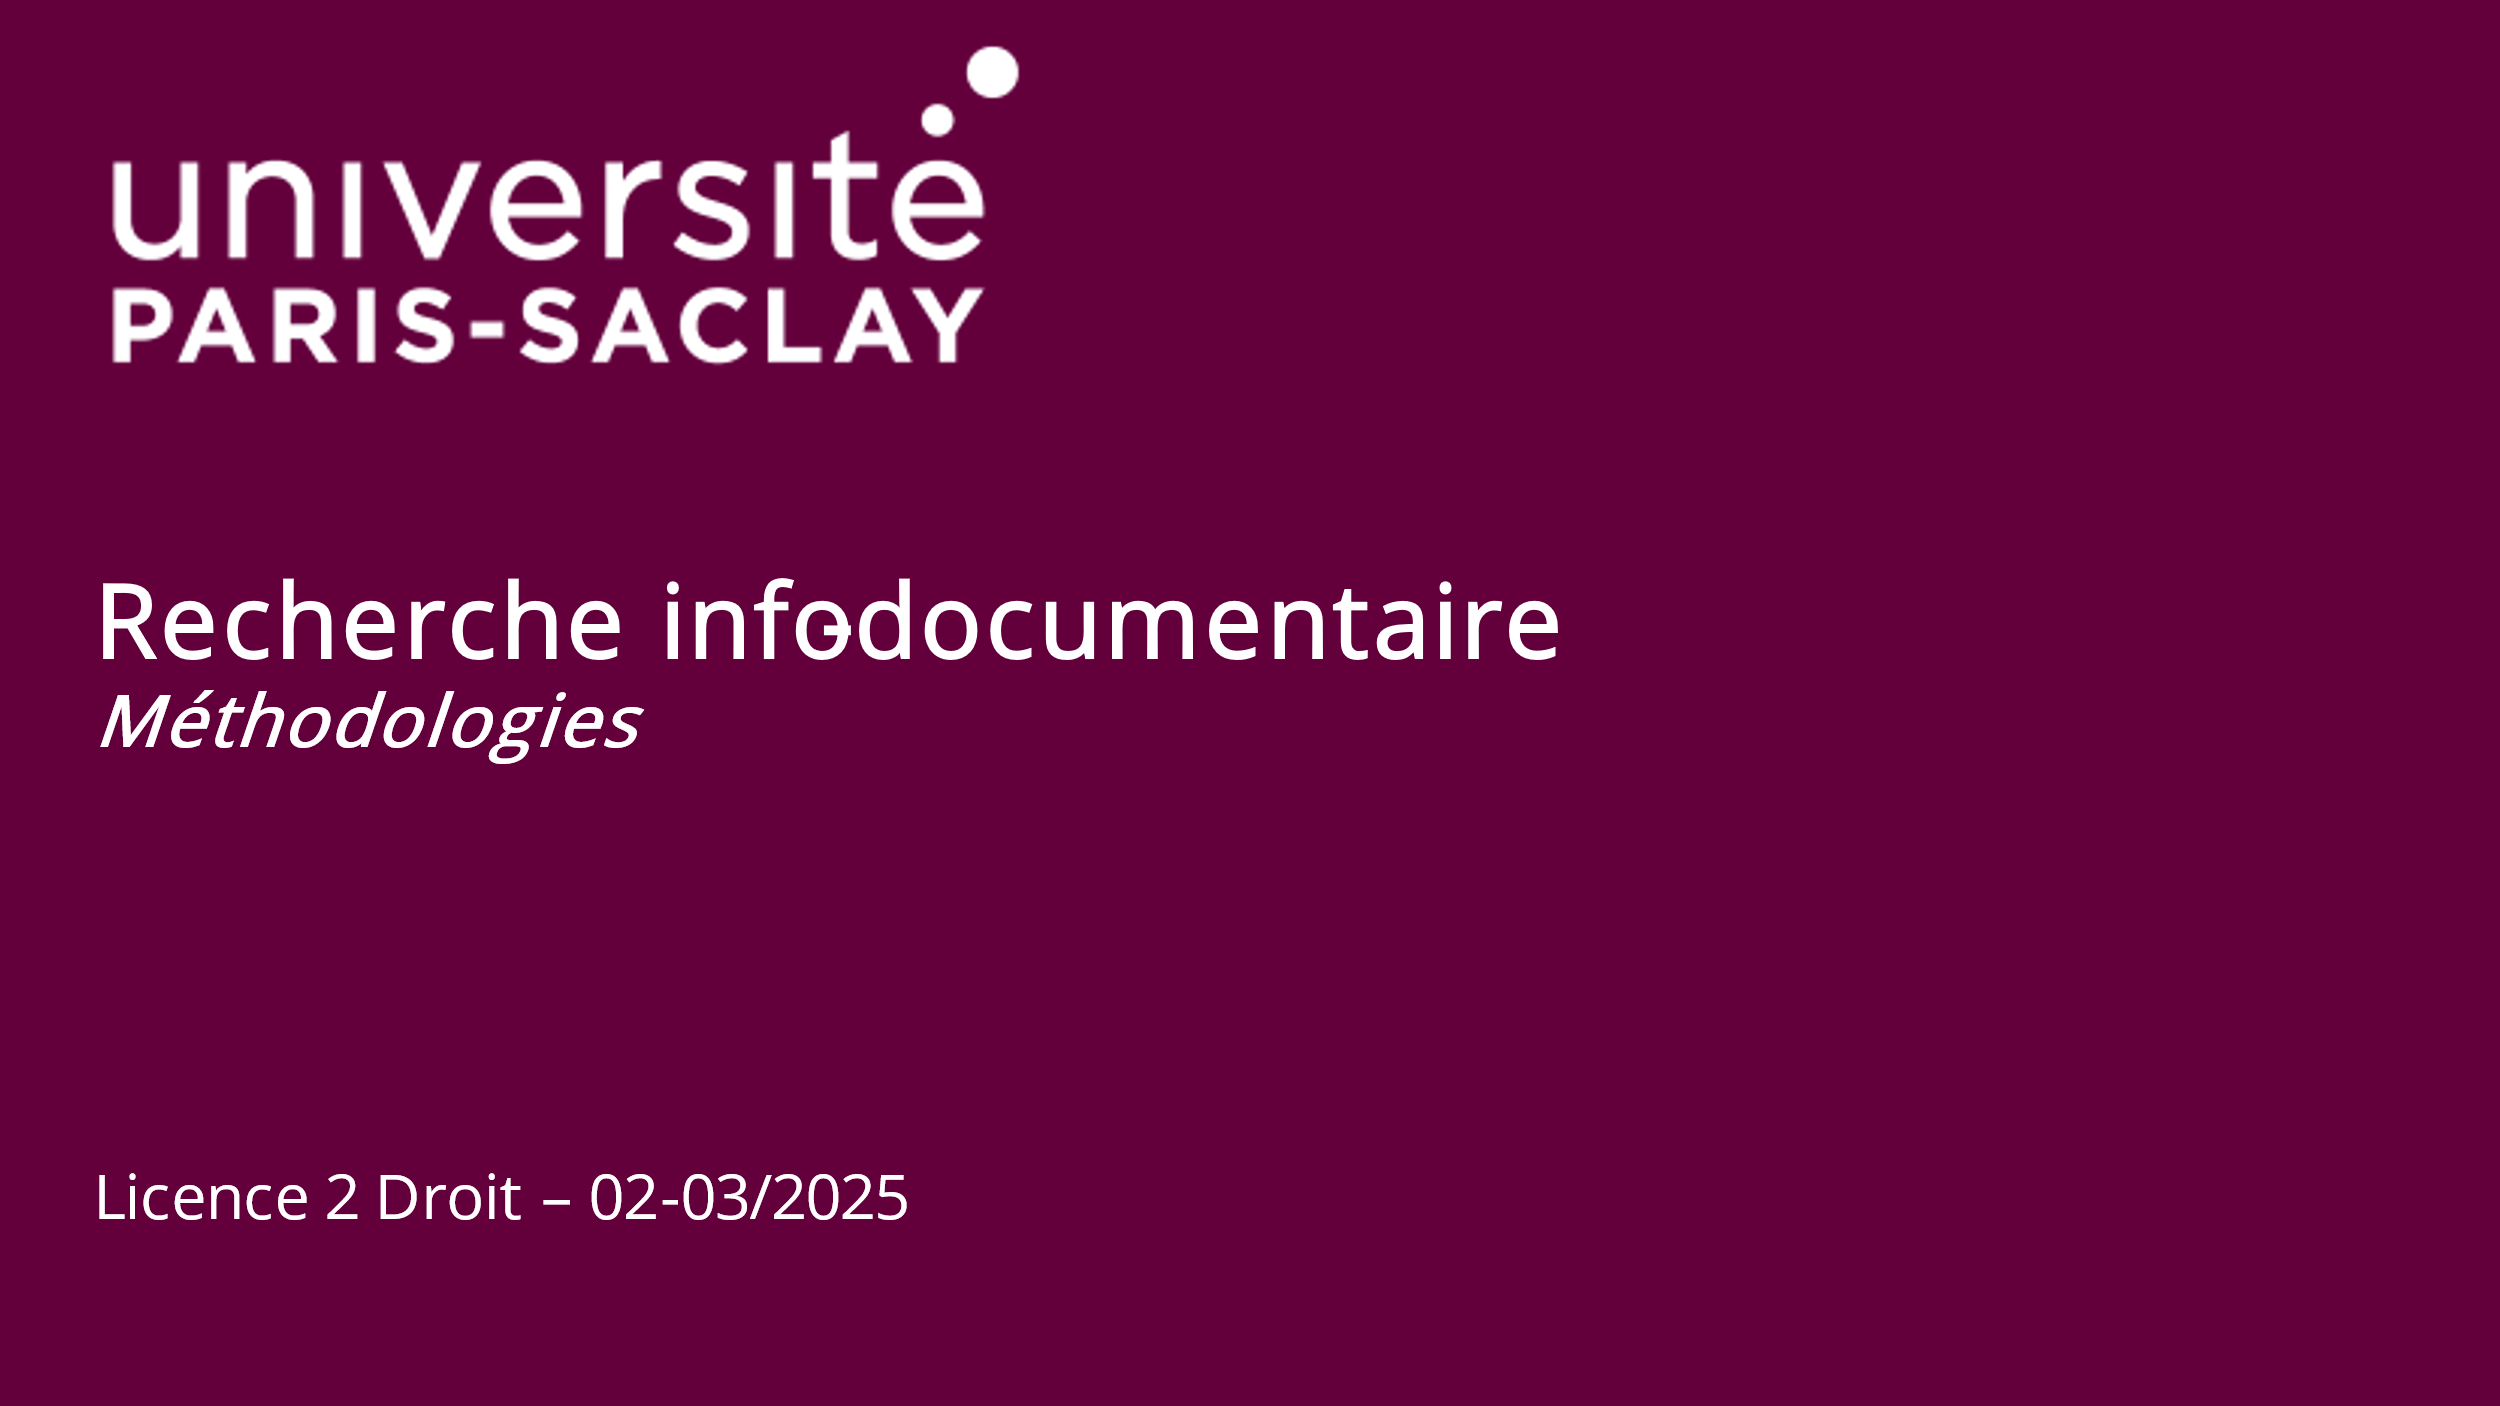 université
PARIS-SACLAY
Recherche infodocumentaire
Méthodologies
Licence 2 Droit – 02-03/2025